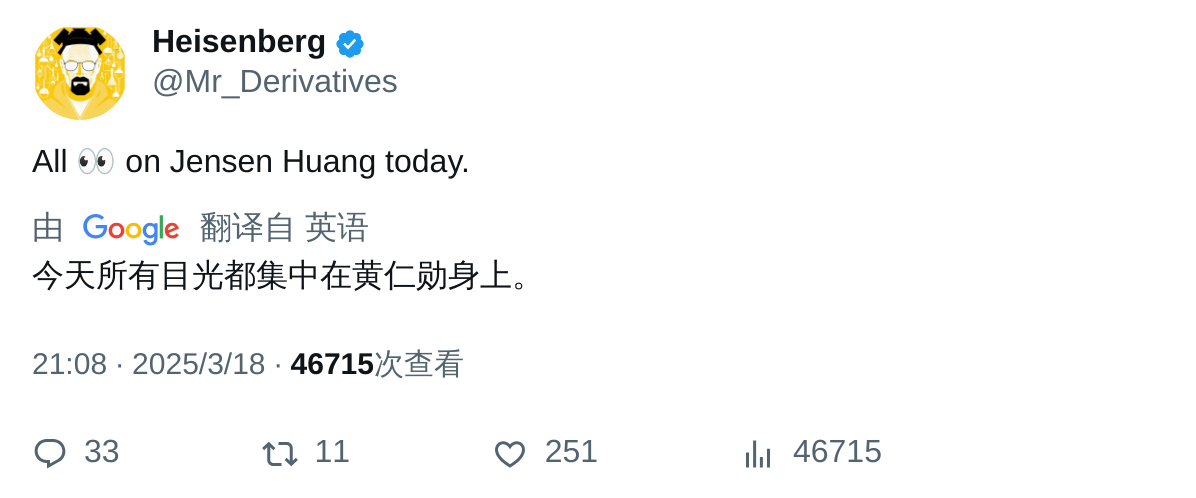 Heisenberg
@Mr_Derivatives
All 👀 on Jensen Huang today.
由 Google 翻译自 英语
今天所有目光都集中在黄仁勋身上。
21:08 · 2025/3/18 · 46715次查看
33 11 251 46715